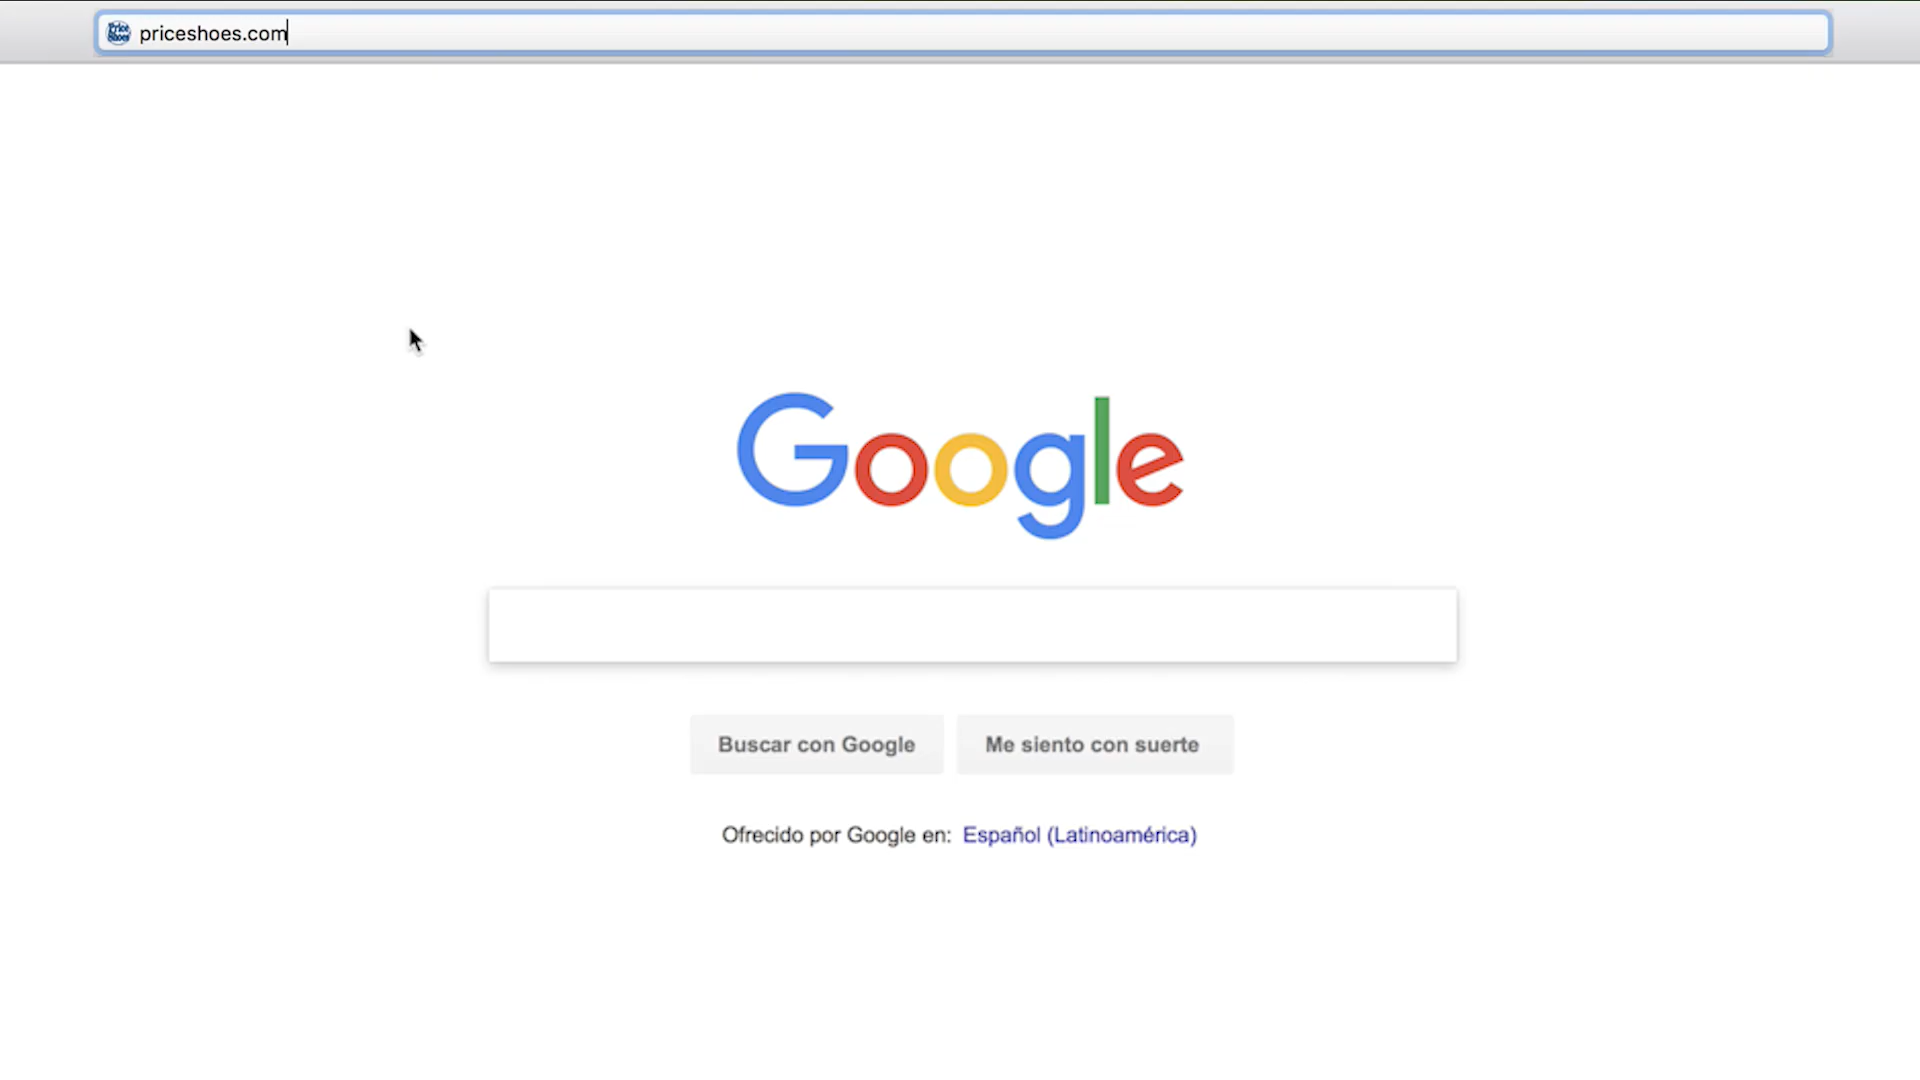 priceshoes.com
Google
Buscar con Google
Me siento con suerte
Ofrecido por Google en: Español (Latinoamérica)